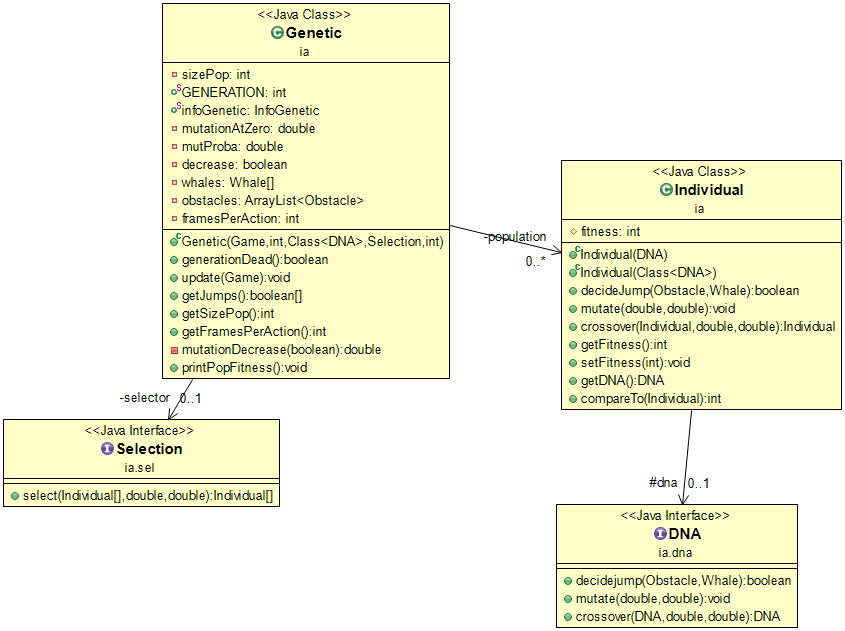 <<Java Class>>
Genetic
ia
sizePop: int
GENERATION: int
infoGenetic: InfoGenetic
mutationAtZero: double
mutProba: double
decrease: boolean
whales: Whale[]
obstacles: ArrayList<Obstacle>
framesPerAction: int
Genetic(Game,int,Class<DNA>,Selection,int)
generationDead():boolean
update(Game):void
getJumps():boolean[]
getSizePop():int
getFramesPerAction():int
mutationDecrease(boolean):double
printPopFitness():void
-population
0..*
<<Java Class>>
Individual
ia
fitness: int
Individual(DNA)
Individual(Class<DNA>)
decideJump(Obstacle,Whale):boolean
mutate(double,double):void
crossover(Individual,double,double):Individual
getFitness():int
setFitness(int):void
getDNA():DNA
compareTo(Individual):int
-selector 0..1
<<Java Interface>>
Selection
ia.sel
select(Individual[],double,double):Individual[]
#dna 0..1
<<Java Interface>>
DNA
ia.dna
decidejump(Obstacle,Whale):boolean
mutate(double,double):void
crossover(DNA,double,double):DNA